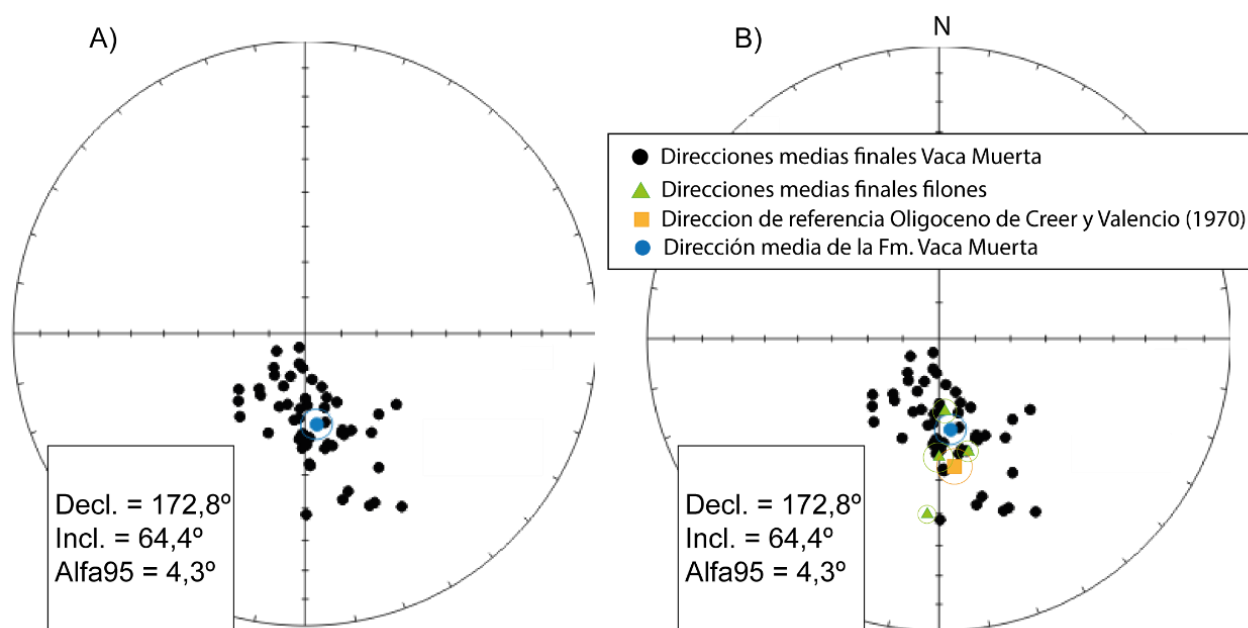 A)
B)
N
Direcciones medias finales Vaca Muerta
Direcciones medias finales filones
Direccion de referencia Oligoceno de Creer y Valencio (1970)
Dirección media de la Fm. Vaca Muerta
Decl. = 172,8º
Incl. = 64,4º
Alfa95 = 4,3º
Decl. = 172,8º
Incl. = 64,4º
Alfa95 = 4,3º